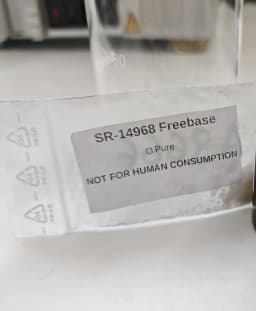 SR-14968 Freebase
Pure
NOT FOR HUMAN CONSUMPTION